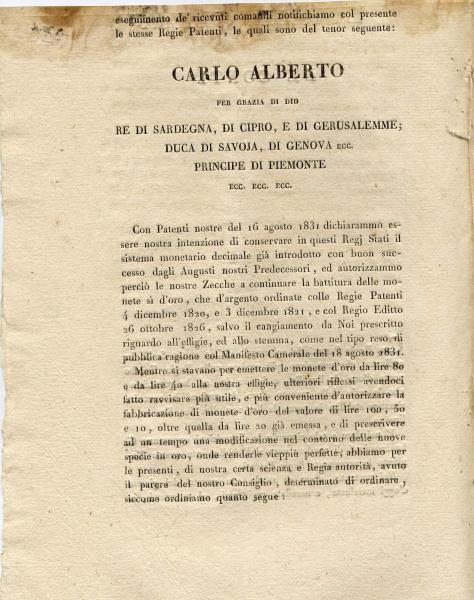 eseguimento de' ricevuti comandi notifichiamo col presente
le stesse Regie Patenti, le quali sono del tenor seguente:
CARLO ALBERTO
PER GRAZIA DI DIO
RE DI SARDEGNA, DI CIPRO, E DI GERUSALEMME;
DUCA DI SAVOJA, DI GENOVA ECC.
PRINCIPE DI PIEMONTE
ECC. ECC. ECC.
Con Patenti nostre del 16 agosto 1831 dichiarammo es-
sere nostra intenzione di conservare in questi Regj Stati il
sistema monetario decimale già introdotto con buon suc-
cesso dagli Augusti nostri Predecessori, ed autorizzammo
perciò le nostre Zecche a continuare la battitura delle mo-
nete sì d'oro, che d'argento ordinate colle Regie Patenti
4 dicembre 1820, e 3 dicembre 1821, e col Regio Editto
26 ottobre 1826, salvo il cangiamento da Noi prescritto
riguardo all'effigie, ed allo stemma, come nel tipo reso di
pubblica ragione col Manifesto Camerale del 18 agosto 1831.
Mentre si stavano per emettere le monete d'oro da lire 80
e da lire 40 alla nostra effigie, ulteriori riflessi avendoci
fatto ravvisare più utile, e più conveniente d'autorizzare la
fabbricazione di monete d'oro del valore di lire 100, 50
e 10, oltre quella da lire 20 già emessa, e di prescrivere
ad un tempo una modificazione nel contorno delle nuove
specie in oro, onde renderle vieppiù perfette; abbiamo per
le presenti, di nostra certa scienza e Regia autorità, avuto
il parere del nostro Consiglio, determinato di ordinare,
siccome ordiniamo quanto segue: